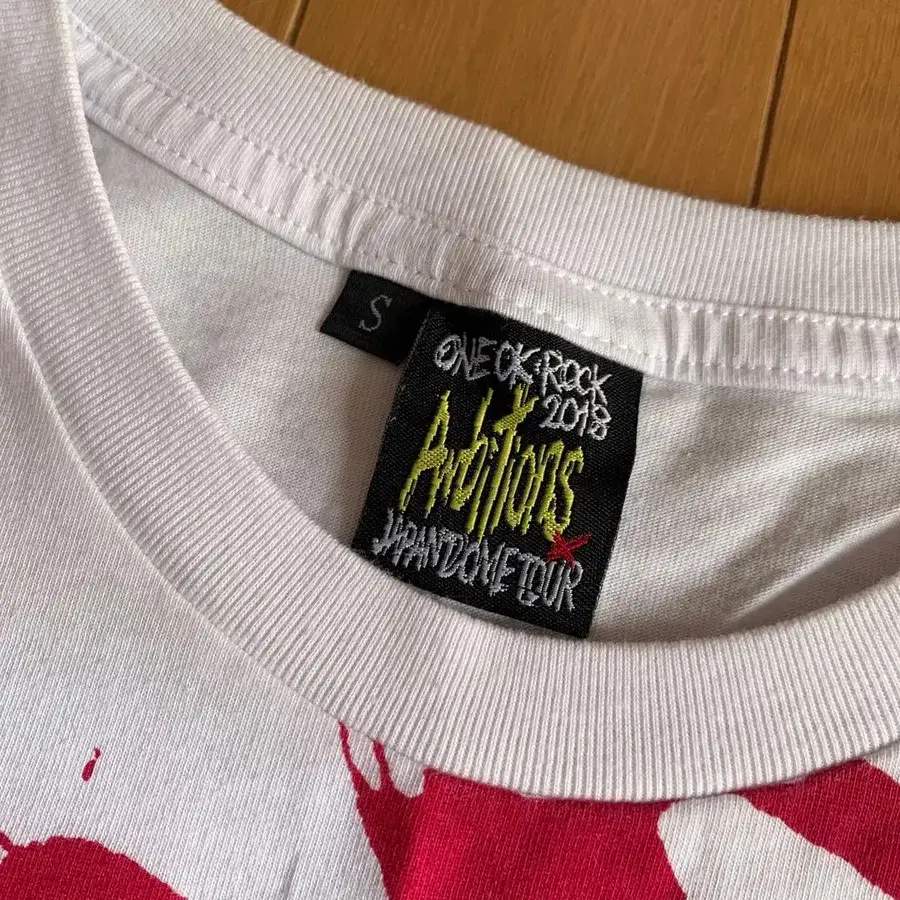 S
ONE OK ROCK
2018
Ambitions
JAPAN DOME TOUR